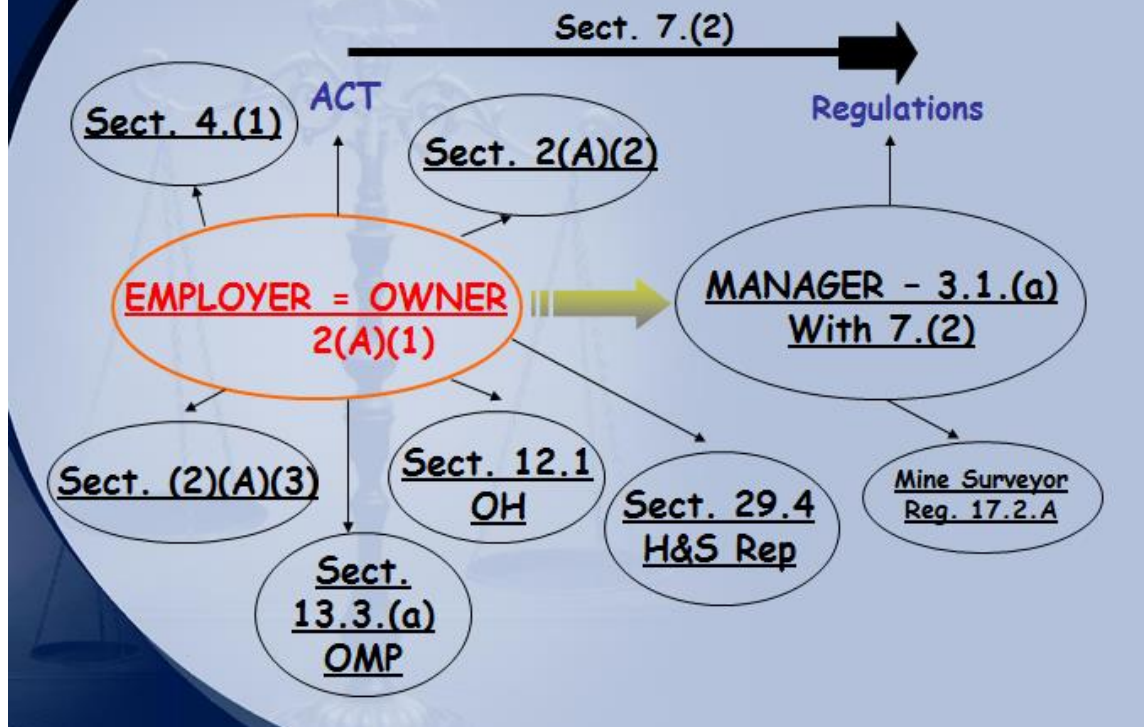 Sect. 7.(2)
ACT
Regulations
Sect. 4.(1)
Sect. 2(A)(2)
EMPLOYER = OWNER
2(A)(1)
MANAGER - 3.1.(a)
With 7.(2)
Sect. (2)(A)(3)
Sect. 12.1
OH
Sect. 29.4
H&S Rep
Mine Surveyor
Reg. 17.2.A
Sect.
13.3.(a)
OMP